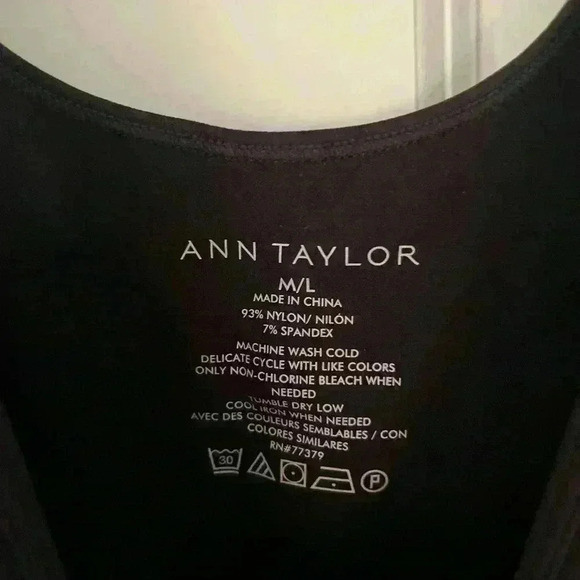 ANN TAYLOR
M/L
MADE IN CHINA
93% NYLON/ NILÓN
7% SPANDEX
MACHINE WASH COLD
DELICATE CYCLE WITH LIKE COLORS
ONLY NON-CHLORINE BLEACH WHEN
NEEDED
TUMBLE DRY LOW
COOL IRON WHEN NEEDED
AVEC DES COULEURS SEMBLABLES / CON
COLORES SIMILARES
RN#77379
30 P